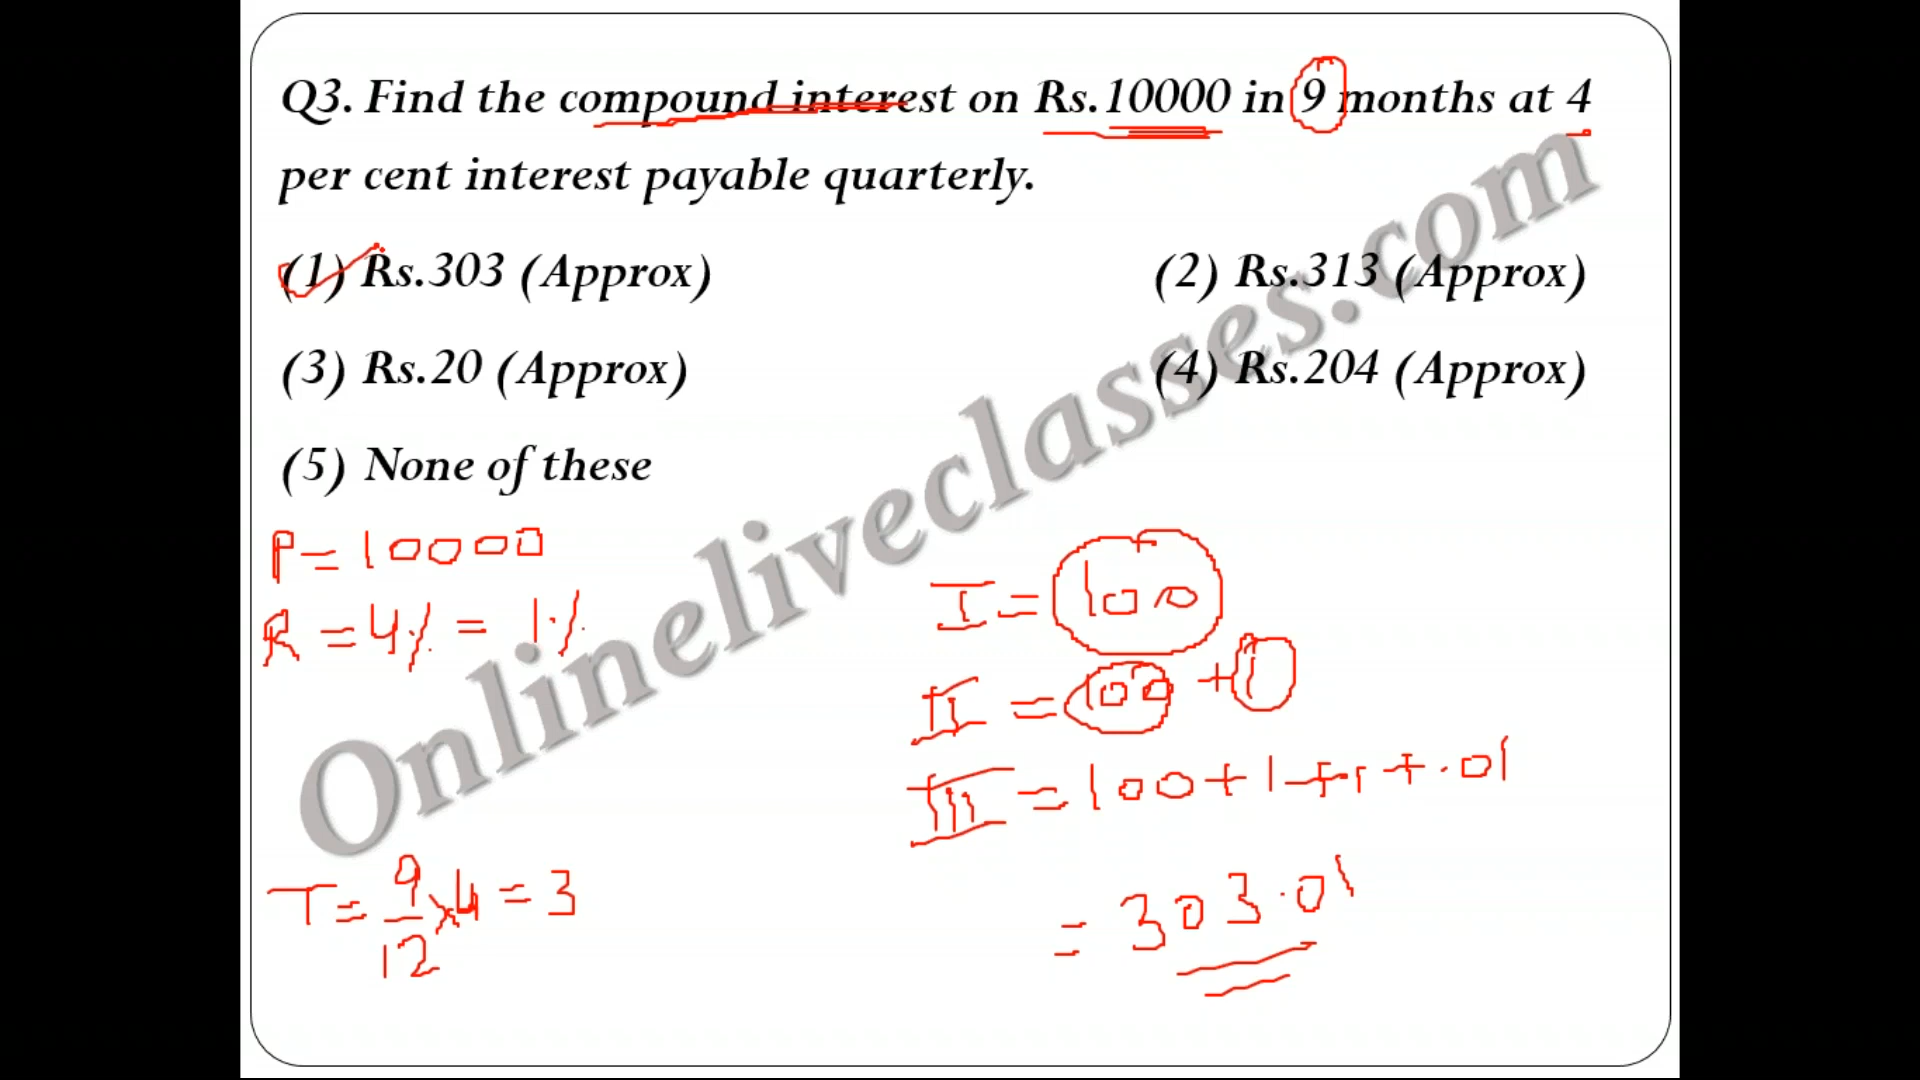 Q3. Find the compound interest on Rs.10000 in 9 months at 4
per cent interest payable quarterly.
(1) Rs.303 (Approx) (2) Rs.313 (Approx)
(3) Rs.20 (Approx) (4) Rs.204 (Approx)
(5) None of these
P = 10000
R = 4% = 1%
T = 9/12 × 4 = 3
I = 100
II = 100 + 1
III = 100 + 1 + 1 + .01
= 303.01
Onlineliveclasses.com